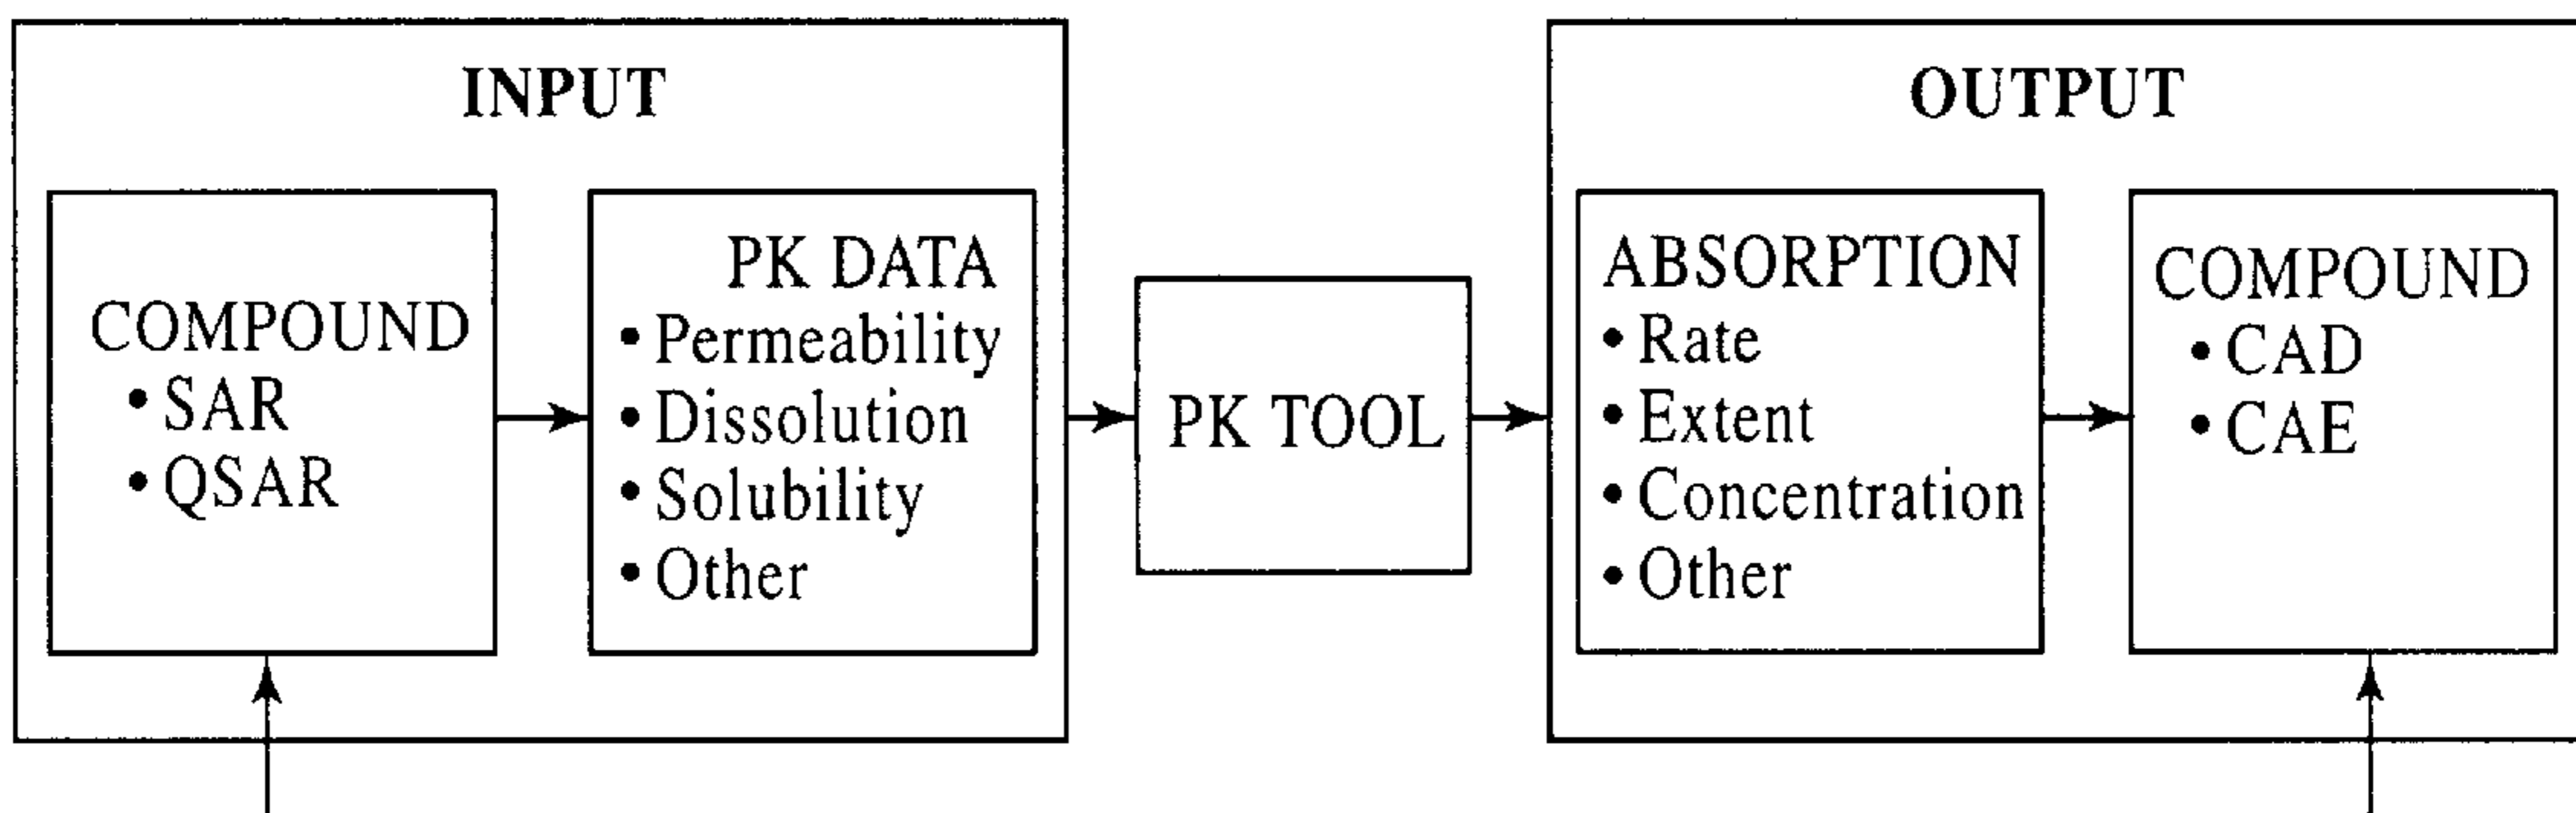 INPUT
COMPOUND
• SAR
• QSAR
PK DATA
• Permeability
• Dissolution
• Solubility
• Other
PK TOOL
OUTPUT
ABSORPTION
• Rate
• Extent
• Concentration
• Other
COMPOUND
• CAD
• CAE